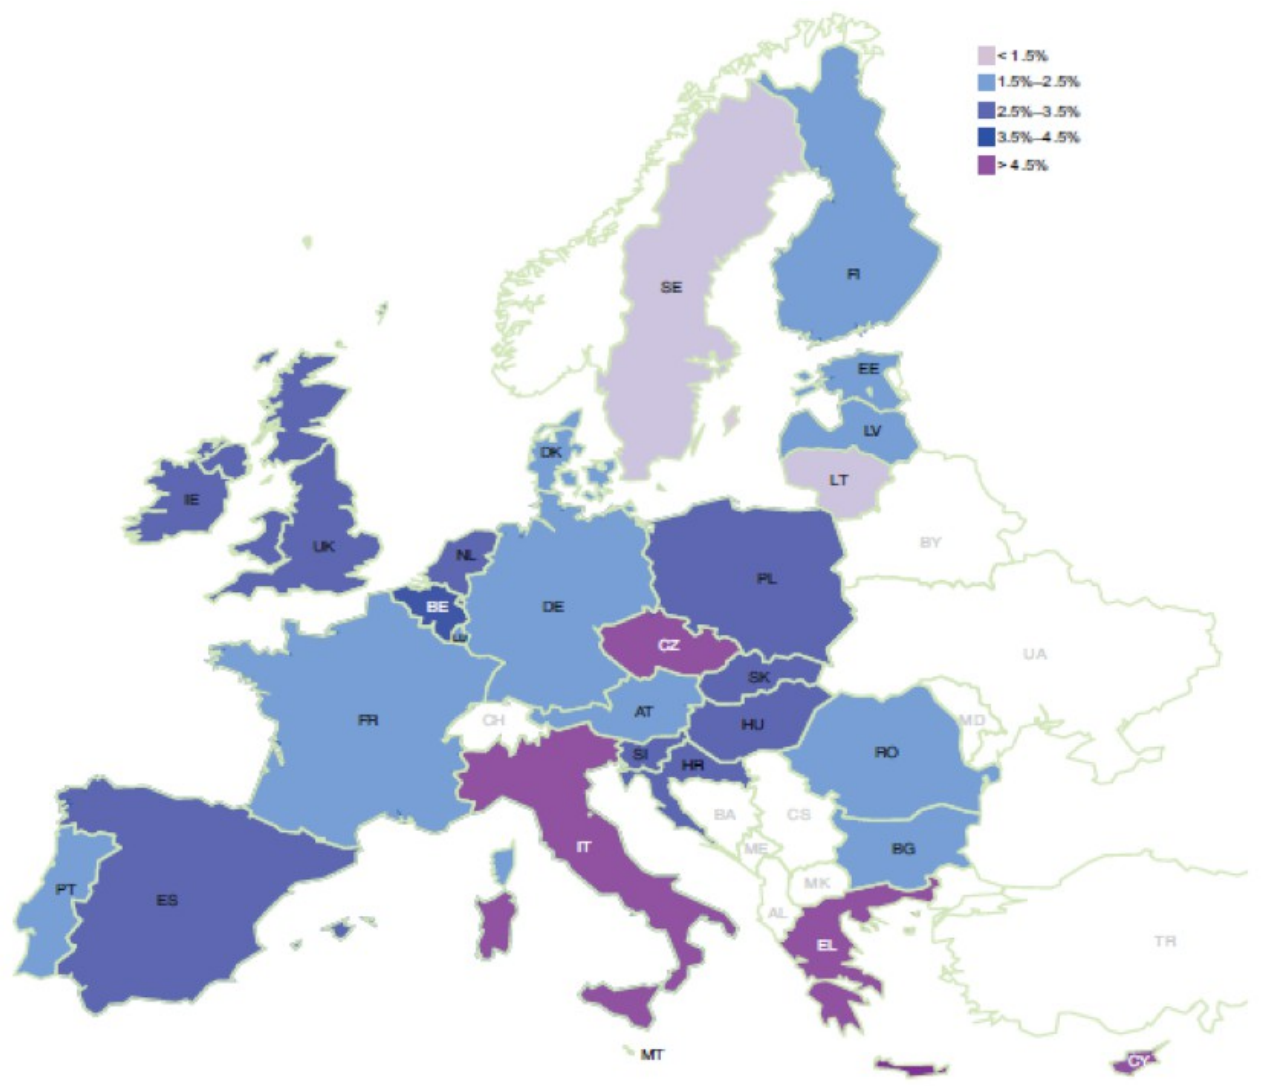 < 1.5%
1.5%–2.5%
2.5%–3.5%
3.5%–4.5%
> 4.5%
FI
SE
EE
LV
DK
LT
IE
BY
UK
NL
PL
BE
DE
LU
CZ
UA
SK
AT
CH
FR
MD
HU
RO
SI
HR
BA
CS
IT
ME
BG
MK
PT
ES
AL
EL
TR
MT
CY